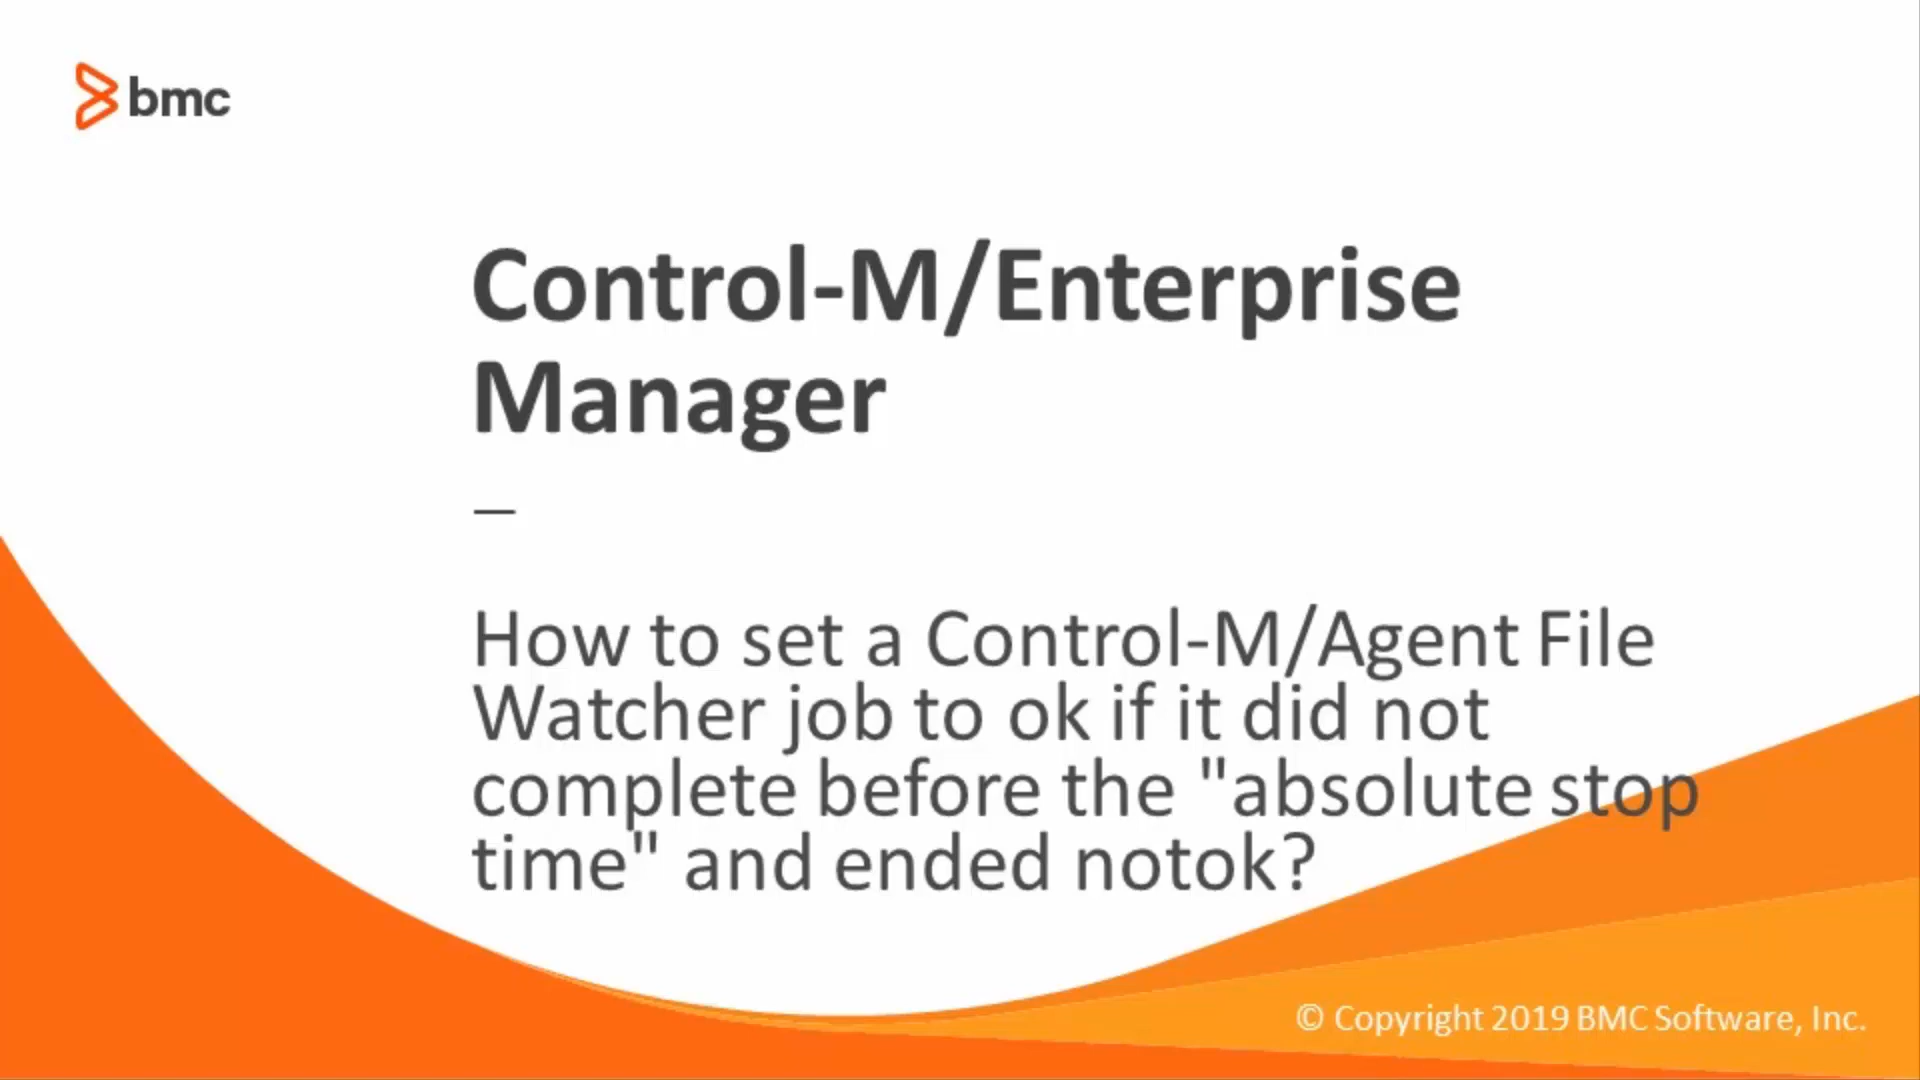 bmc
Control-M/Enterprise
Manager
—
How to set a Control-M/Agent File
Watcher job to ok if it did not
complete before the "absolute stop
time" and ended notok?
© Copyright 2019 BMC Software, Inc.